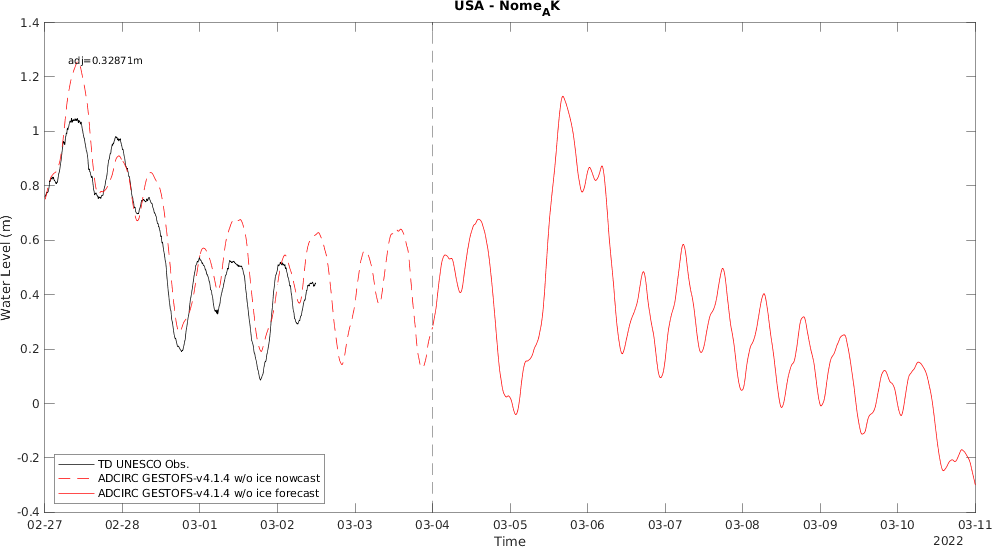 USA - Nome_AK
adj=0.32871m
1.4
1.2
1
0.8
0.6
0.4
0.2
0
-0.2
-0.4
Water Level (m)
TD UNESCO Obs.
ADCIRC GESTOFS-v4.1.4 w/o ice nowcast
ADCIRC GESTOFS-v4.1.4 w/o ice forecast
02-27 02-28 03-01 03-02 03-03 03-04 03-05 03-06 03-07 03-08 03-09 03-10 03-11
Time
2022